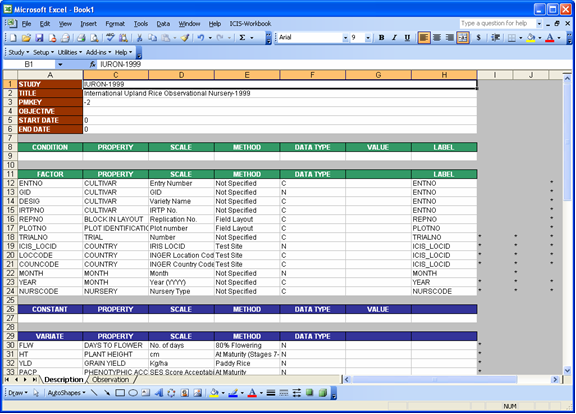 Microsoft Excel - Book1
File Edit View Insert Format Tools Data Window Help ICIS-Workbook Type a question for help
Arial 9 B I U $
Study Setup Utilities Add-ins Help
B1 fx IURON-1999
A C D E F G H I J
1 STUDY IURON-1999
2 TITLE International Upland Rice Observational Nursery-1999
3 PMKEY -2
4 OBJECTIVE
5 START DATE 0
6 END DATE 0
7
8 CONDITION PROPERTY SCALE METHOD DATA TYPE VALUE LABEL
9
10
11 FACTOR PROPERTY SCALE METHOD DATA TYPE LABEL
12 ENTNO CULTIVAR Entry Number Not Specified C ENTNO *
13 GID CULTIVAR GID Not Specified N GID *
14 DESIG CULTIVAR Variety Name Not Specified C ENTNO *
15 IRTPNO CULTIVAR IRTP No. Not Specified C ENTNO *
16 REPNO BLOCK IN LAYOUT Replication No. Field Layout C REPNO *
17 PLOTNO PLOT IDENTIFICATIO Plot number Field Layout C PLOTNO *
18 TRIALNO TRIAL Number Not Specified C TRIALNO * * *
19 ICIS_LOCID COUNTRY IRIS LOCID Test Site N ICIS_LOCID * * *
20 LOCCODE COUNTRY INGER Location Cod Test Site C ICIS_LOCID * * *
21 COUNCODE COUNTRY INGER Country Code Test Site C ICIS_LOCID * * *
22 MONTH MONTH Month Not Specified N MONTH *
23 YEAR MONTH Year (YYYY) Not Specified C YEAR * * *
24 NURSCODE NURSERY Nursery Type Not Specified C NURSCODE * * *
25
26 CONSTANT PROPERTY SCALE METHOD DATA TYPE VALUE
27
28
29 VARIATE PROPERTY SCALE METHOD DATA TYPE
30 FLW DAYS TO FLOWER No. of days 80% Flowering N *
31 HT PLANT HEIGHT cm At Maturity (Stages 7- N *
32 YLD GRAIN YIELD Kg/ha Paddy Rice N *
33 PACP PHENOTYPIC ACC SES Score Acceptabi At Maturity N *
Description Observation
Draw AutoShapes
NUM